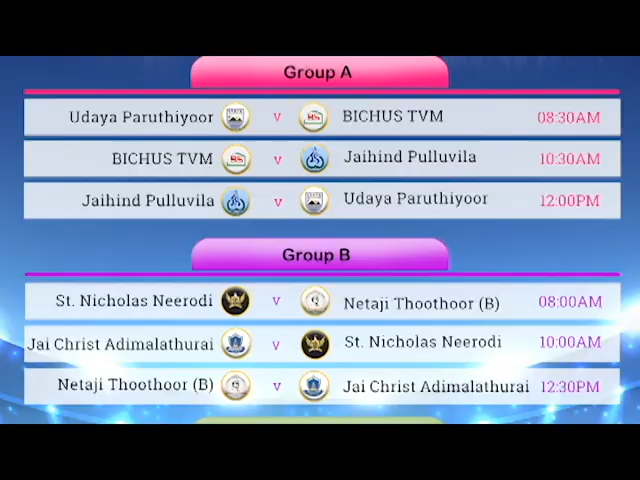 Group A
Udaya Paruthiyoor v BICHUS TVM 08:30AM
BICHUS TVM v Jaihind Pulluvila 10:30AM
Jaihind Pulluvila v Udaya Paruthiyoor 12:00PM
Group B
St. Nicholas Neerodi v Netaji Thoothoor (B) 08:00AM
Jai Christ Adimalathurai v St. Nicholas Neerodi 10:00AM
Netaji Thoothoor (B) v Jai Christ Adimalathurai 12:30PM